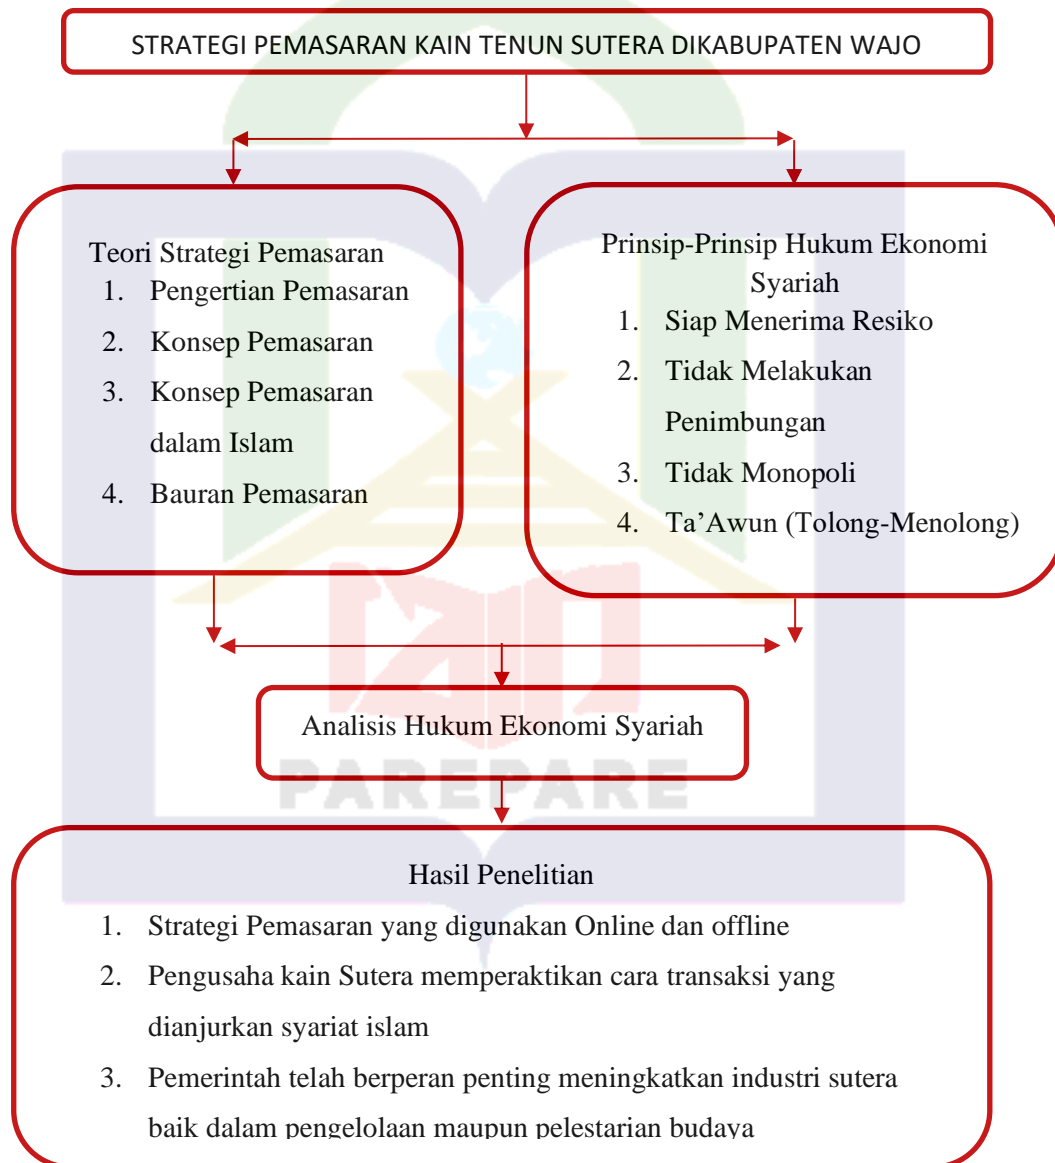 STRATEGI PEMASARAN KAIN TENUN SUTERA DIKABUPATEN WAJO
Teori Strategi Pemasaran
1. Pengertian Pemasaran
2. Konsep Pemasaran
3. Konsep Pemasaran
dalam Islam
4. Bauran Pemasaran
Prinsip-Prinsip Hukum Ekonomi
Syariah
1. Siap Menerima Resiko
2. Tidak Melakukan
Penimbungan
3. Tidak Monopoli
4. Ta’Awun (Tolong-Menolong)
Analisis Hukum Ekonomi Syariah
PAREPARE
Hasil Penelitian
1. Strategi Pemasaran yang digunakan Online dan offline
2. Pengusaha kain Sutera memperaktikan cara transaksi yang
dianjurkan syariat islam
3. Pemerintah telah berperan penting meningkatkan industri sutera
baik dalam pengelolaan maupun pelestarian budaya